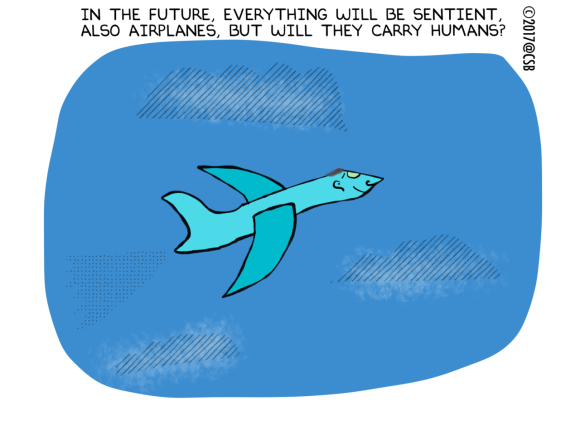 IN THE FUTURE, EVERYTHING WILL BE SENTIENT,
ALSO AIRPLANES, BUT WILL THEY CARRY HUMANS?
©2017@CSB